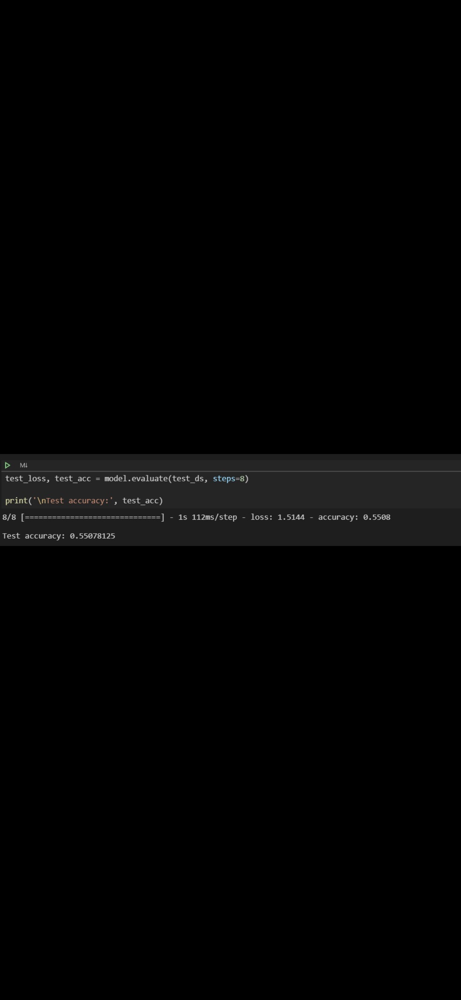 M↓
test_loss, test_acc = model.evaluate(test_ds, steps=8)
print('\nTest accuracy:', test_acc)
8/8 [==============================] - 1s 112ms/step - loss: 1.5144 - accuracy: 0.5508
Test accuracy: 0.55078125